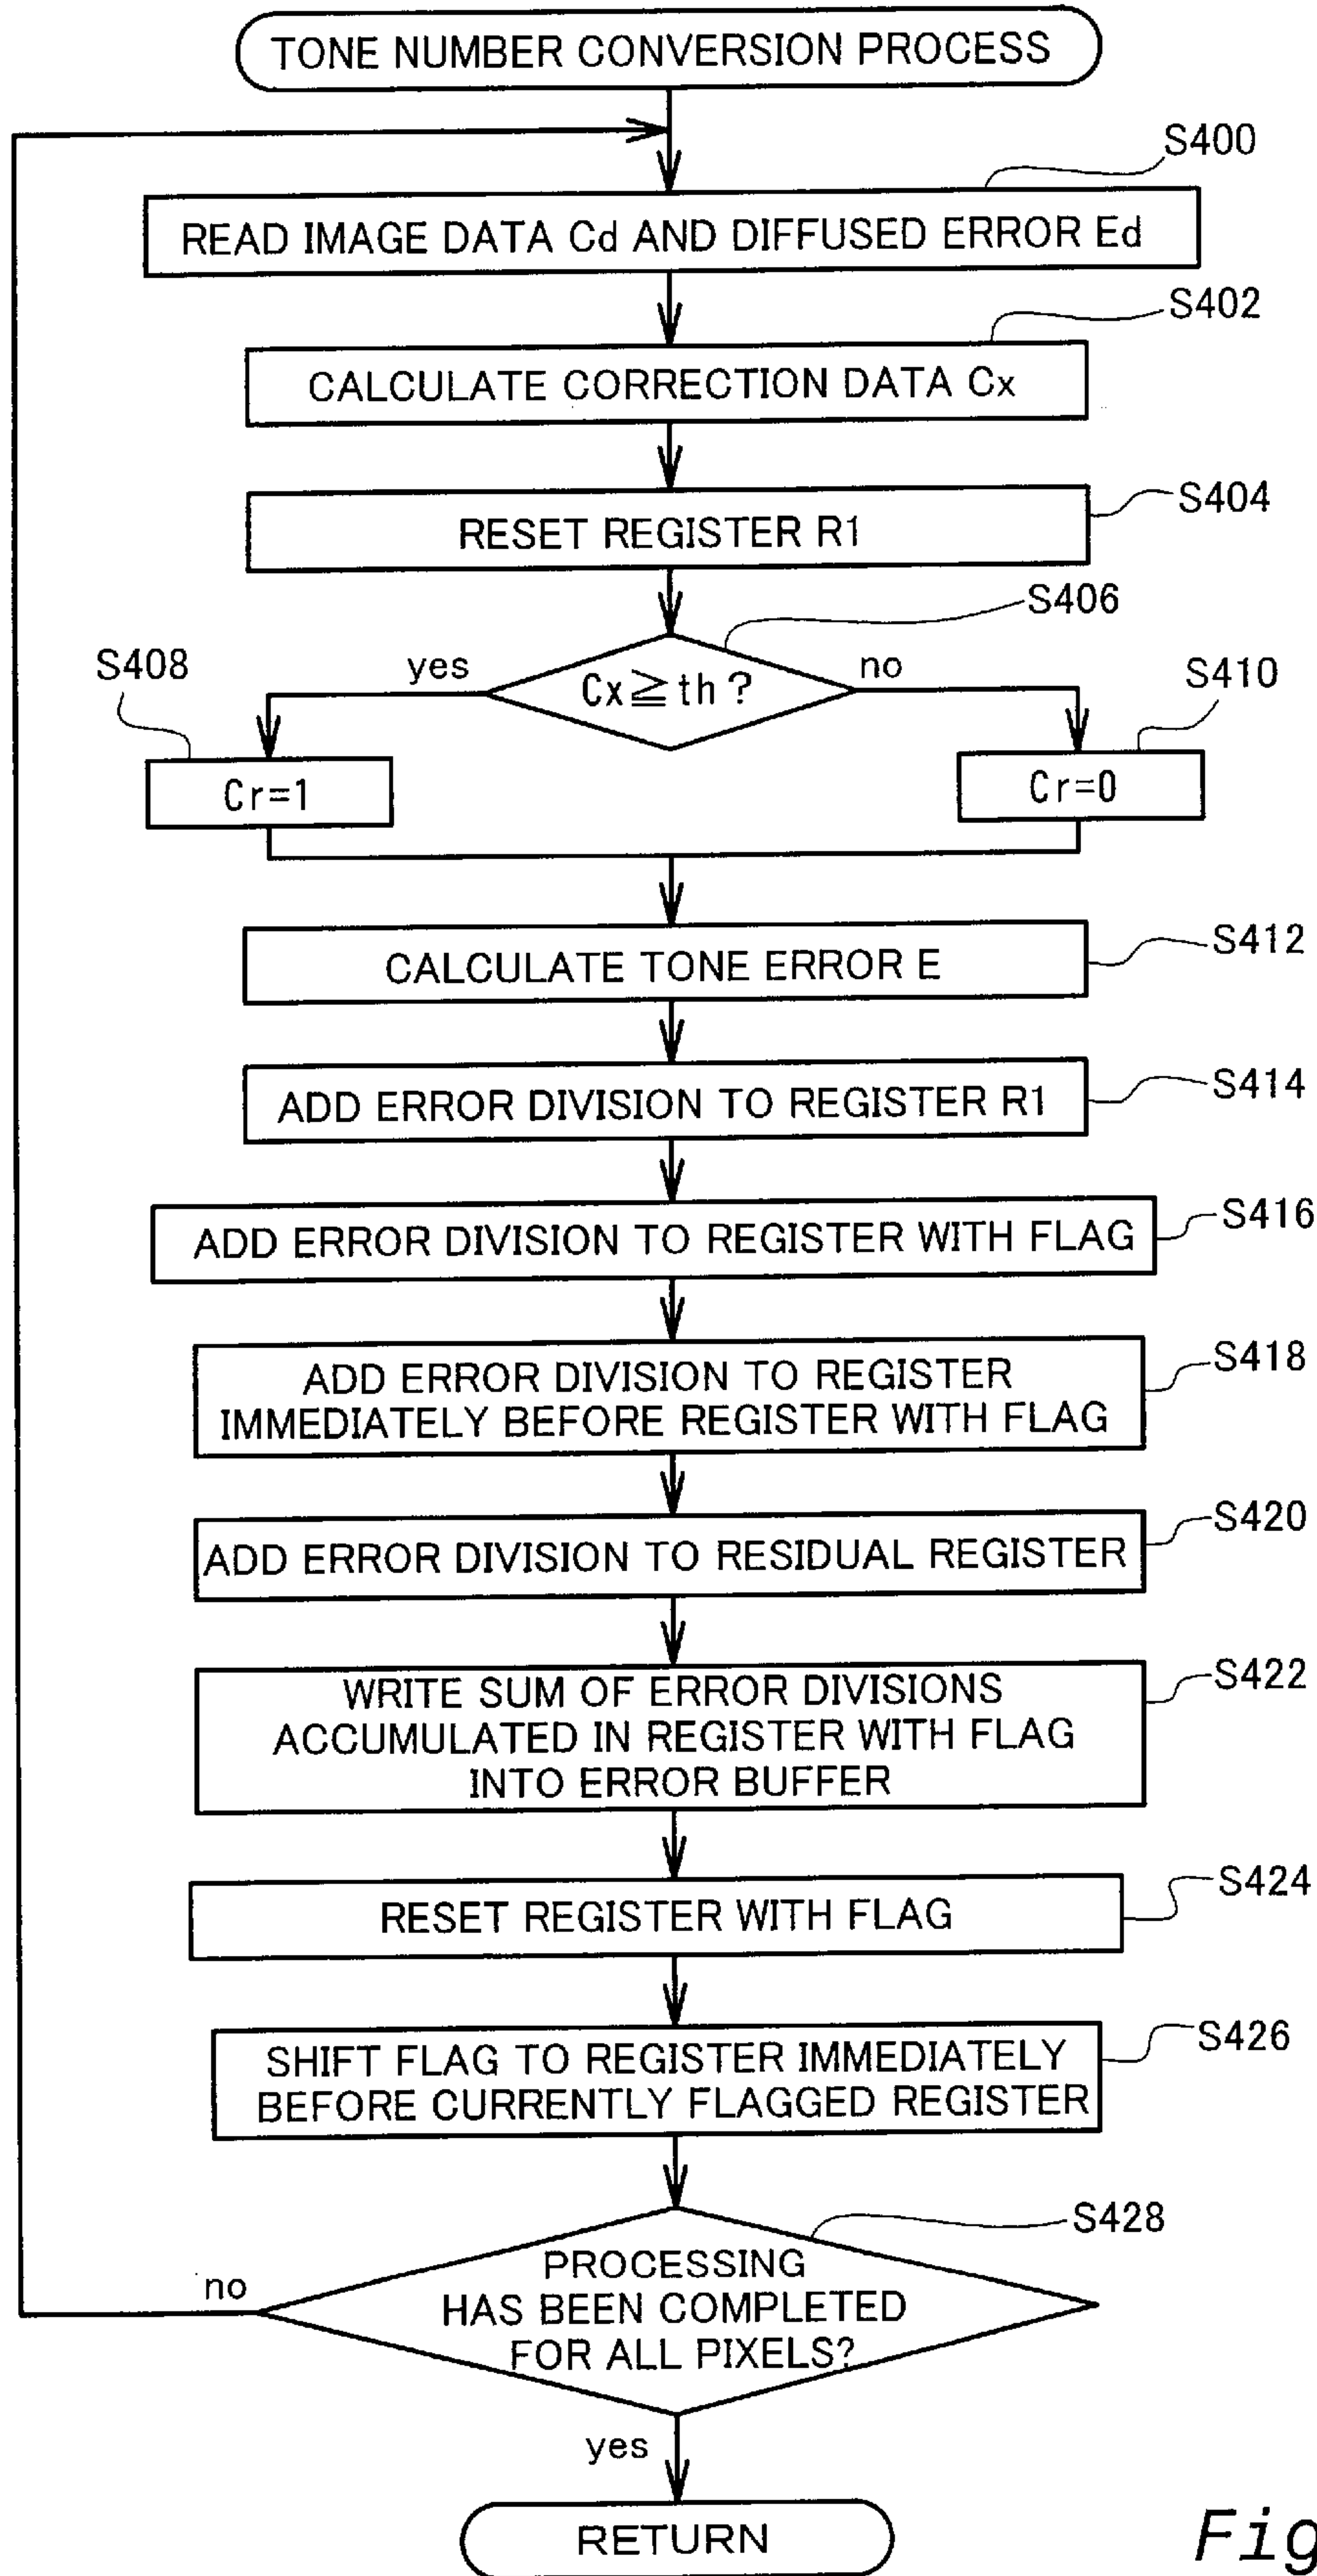 TONE NUMBER CONVERSION PROCESS
S400
READ IMAGE DATA Cd AND DIFFUSED ERROR Ed
S402
CALCULATE CORRECTION DATA Cx
S404
RESET REGISTER R1
S406
S408
yes
Cx≧th?
no
S410
Cr=1
Cr=0
S412
CALCULATE TONE ERROR E
S414
ADD ERROR DIVISION TO REGISTER R1
S416
ADD ERROR DIVISION TO REGISTER WITH FLAG
S418
ADD ERROR DIVISION TO REGISTER
IMMEDIATELY BEFORE REGISTER WITH FLAG
S420
ADD ERROR DIVISION TO RESIDUAL REGISTER
S422
WRITE SUM OF ERROR DIVISIONS
ACCUMULATED IN REGISTER WITH FLAG
INTO ERROR BUFFER
S424
RESET REGISTER WITH FLAG
S426
SHIFT FLAG TO REGISTER IMMEDIATELY
BEFORE CURRENTLY FLAGGED REGISTER
S428
no
PROCESSING
HAS BEEN COMPLETED
FOR ALL PIXELS?
yes
RETURN
Fig